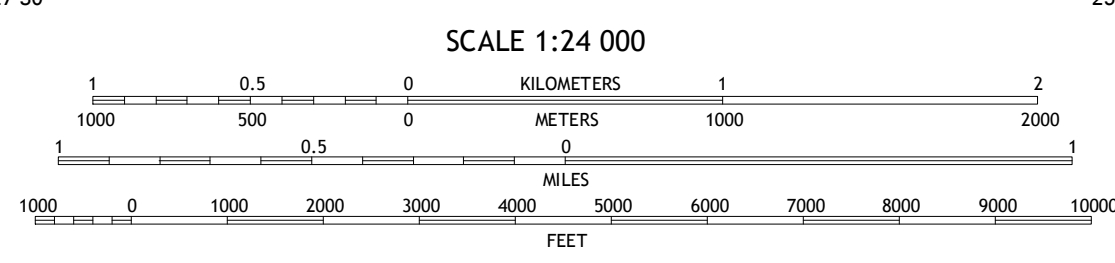 SCALE 1:24 000
1 0.5 0 KILOMETERS 1 2
1000 500 0 METERS 1000 2000
1 0.5 0 1
MILES
1000 0 1000 2000 3000 4000 5000 6000 7000 8000 9000 10000
FEET